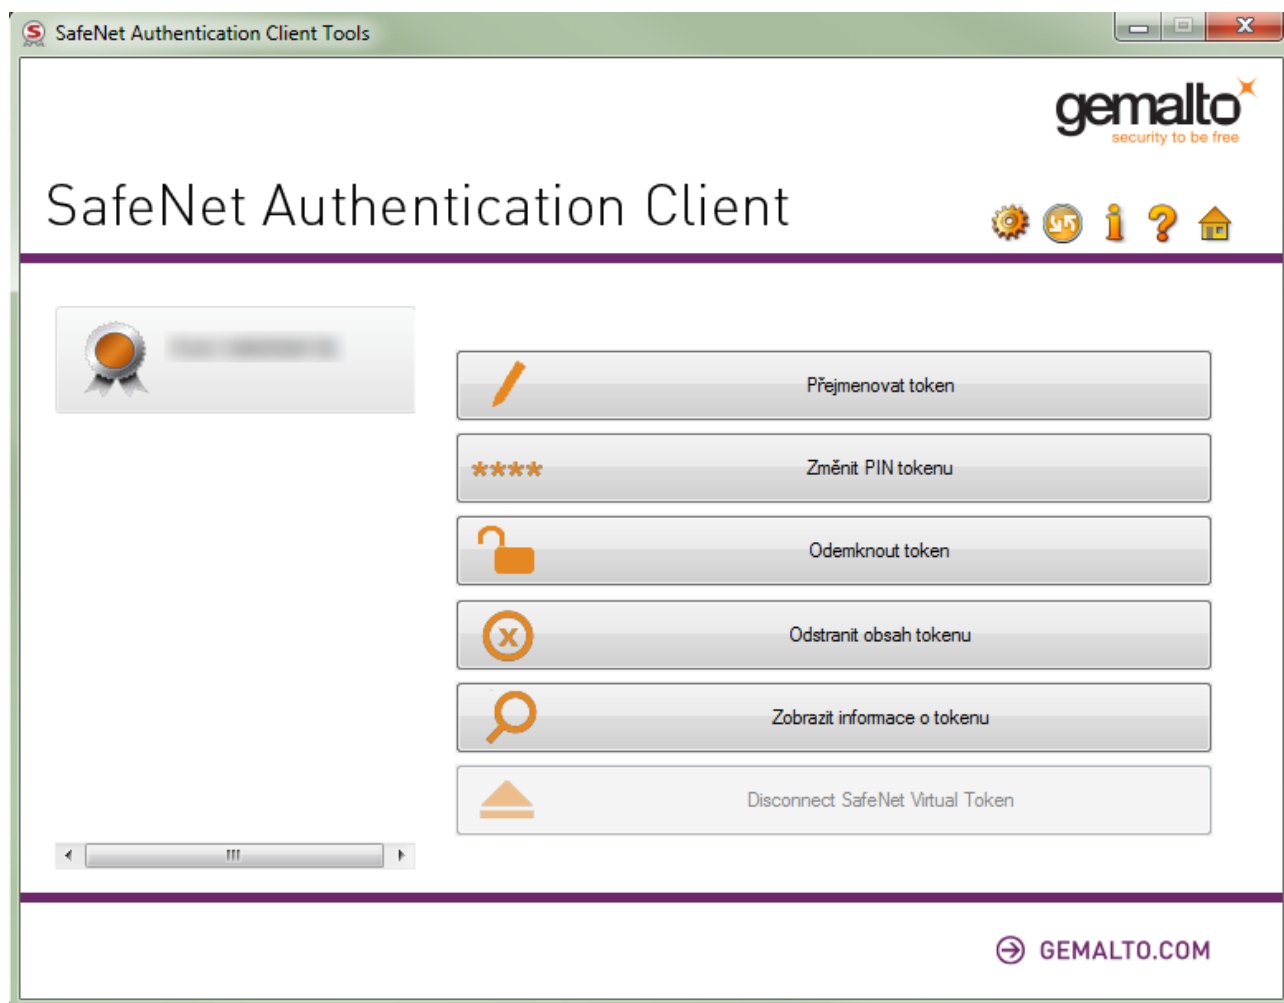 SafeNet Authentication Client Tools
gemalto
security to be free
SafeNet Authentication Client
Přejmenovat token
**** Změnit PIN tokenu
Odemknout token
Odstranit obsah tokenu
Zobrazit informace o tokenu
Disconnect SafeNet Virtual Token
GEMALTO.COM